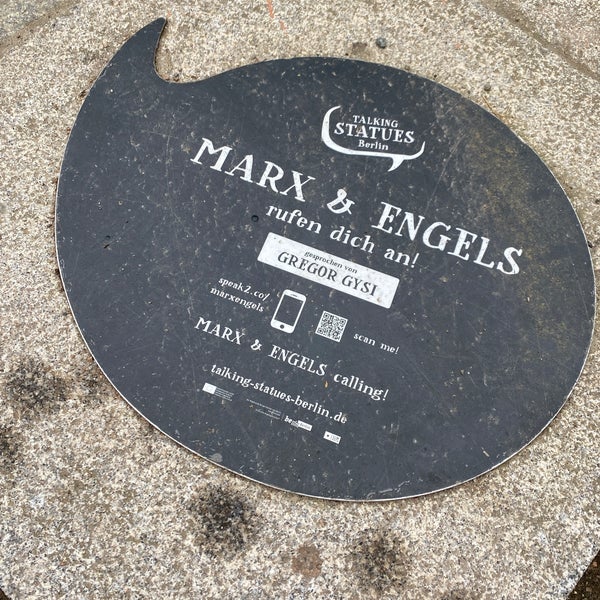 TALKING
STATUES
Berlin
MARX & ENGELS
rufen dich an!
gesprochen von
GREGOR GYSI
speak2.co/
marxengels
scan me!
MARX & ENGELS calling!
talking-statues-berlin.de